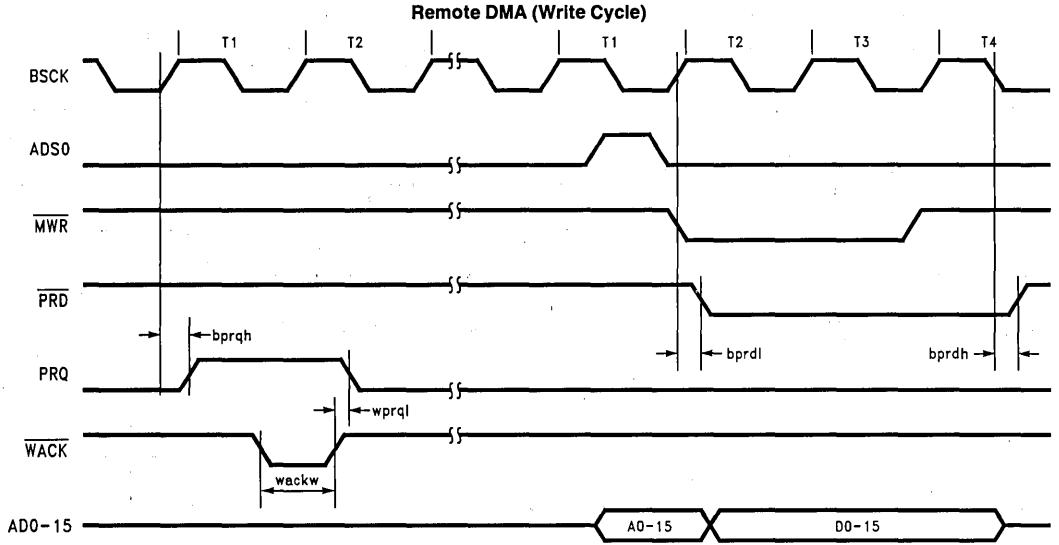 Remote DMA (Write Cycle)
T1 T2 T1 T2 T3 T4
BSCK
ADS0
MWR
PRD
bprqh bprdl bprdh
PRQ
wprql
WACK
wackw
AD0-15 A0-15 D0-15